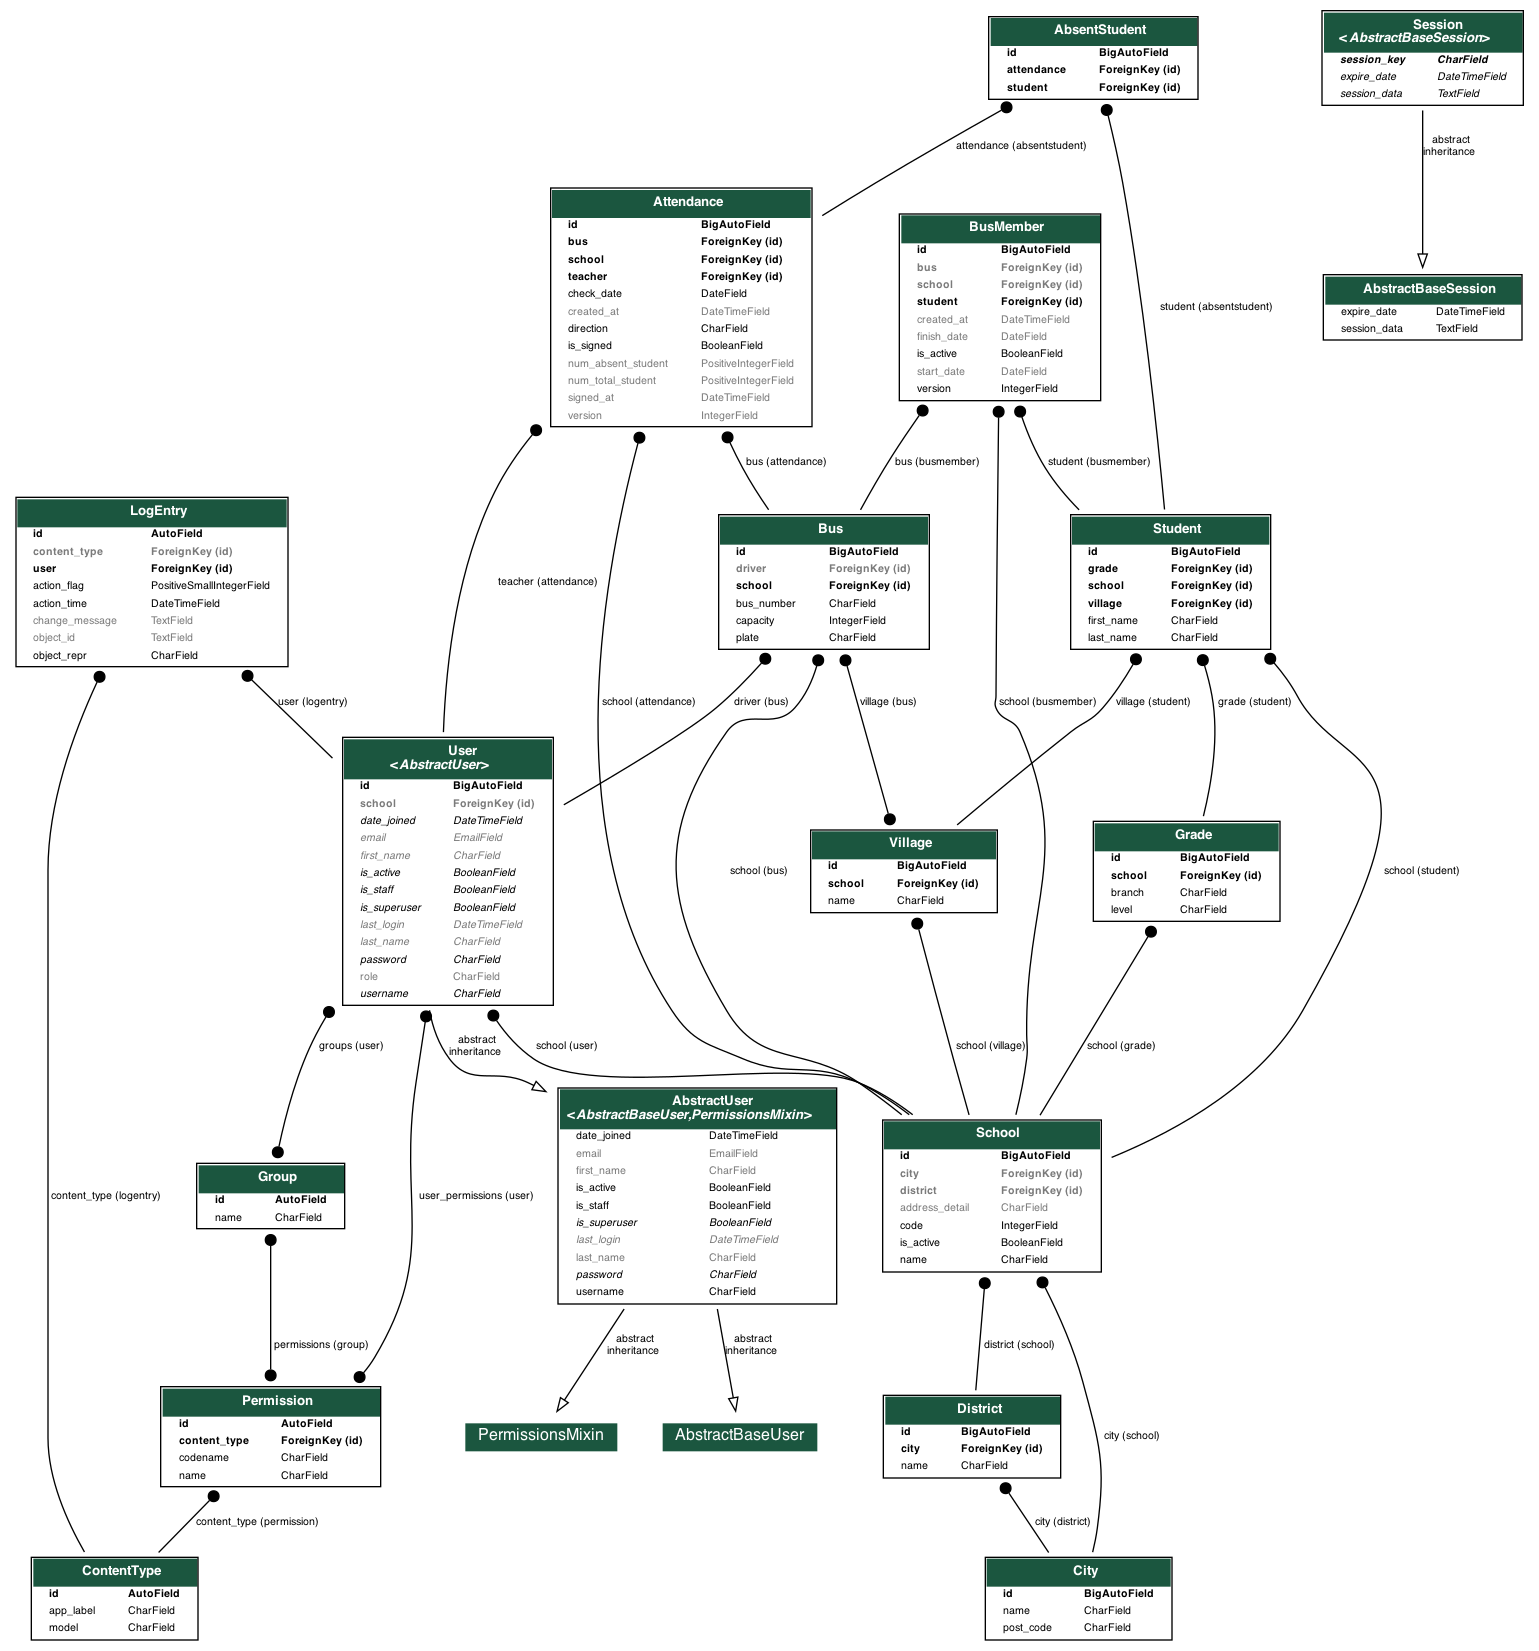 AbsentStudent
id BigAutoField
attendance ForeignKey (id)
student ForeignKey (id)
Session
<AbstractBaseSession>
session_key CharField
expire_date DateTimeField
session_data TextField
attendance (absentstudent)
abstract
inheritance
Attendance
id BigAutoField
bus ForeignKey (id)
school ForeignKey (id)
teacher ForeignKey (id)
check_date DateField
created_at DateTimeField
direction CharField
is_signed BooleanField
num_absent_student PositiveIntegerField
num_total_student PositiveIntegerField
signed_at DateTimeField
version IntegerField
BusMember
id BigAutoField
bus ForeignKey (id)
school ForeignKey (id)
student ForeignKey (id)
created_at DateTimeField
finish_date DateField
is_active BooleanField
start_date DateField
version IntegerField
student (absentstudent)
AbstractBaseSession
expire_date DateTimeField
session_data TextField
bus (attendance)
bus (busmember)
student (busmember)
LogEntry
id AutoField
content_type ForeignKey (id)
user ForeignKey (id)
action_flag PositiveSmallIntegerField
action_time DateTimeField
change_message TextField
object_id TextField
object_repr CharField
teacher (attendance)
Bus
id BigAutoField
driver ForeignKey (id)
school ForeignKey (id)
bus_number CharField
capacity IntegerField
plate CharField
Student
id BigAutoField
grade ForeignKey (id)
school ForeignKey (id)
village ForeignKey (id)
first_name CharField
last_name CharField
user (logentry)
school (attendance)
driver (bus)
village (bus)
school (busmember)
village (student)
grade (student)
User
<AbstractUser>
id BigAutoField
school ForeignKey (id)
date_joined DateTimeField
email EmailField
first_name CharField
is_active BooleanField
is_staff BooleanField
is_superuser BooleanField
last_login DateTimeField
last_name CharField
password CharField
role CharField
username CharField
school (bus)
Village
id BigAutoField
school ForeignKey (id)
name CharField
Grade
id BigAutoField
school ForeignKey (id)
branch CharField
level CharField
school (student)
groups (user)
abstract
inheritance
school (user)
school (village)
school (grade)
AbstractUser
<AbstractBaseUser,PermissionsMixin>
date_joined DateTimeField
email EmailField
first_name CharField
is_active BooleanField
is_staff BooleanField
is_superuser BooleanField
last_login DateTimeField
last_name CharField
password CharField
username CharField
School
id BigAutoField
city ForeignKey (id)
district ForeignKey (id)
address_detail CharField
code IntegerField
is_active BooleanField
name CharField
Group
id AutoField
name CharField
content_type (logentry)
user_permissions (user)
permissions (group)
abstract
inheritance
abstract
inheritance
district (school)
Permission
id AutoField
content_type ForeignKey (id)
codename CharField
name CharField
PermissionsMixin
AbstractBaseUser
District
id BigAutoField
city ForeignKey (id)
name CharField
city (school)
content_type (permission)
city (district)
ContentType
id AutoField
app_label CharField
model CharField
City
id BigAutoField
name CharField
post_code CharField